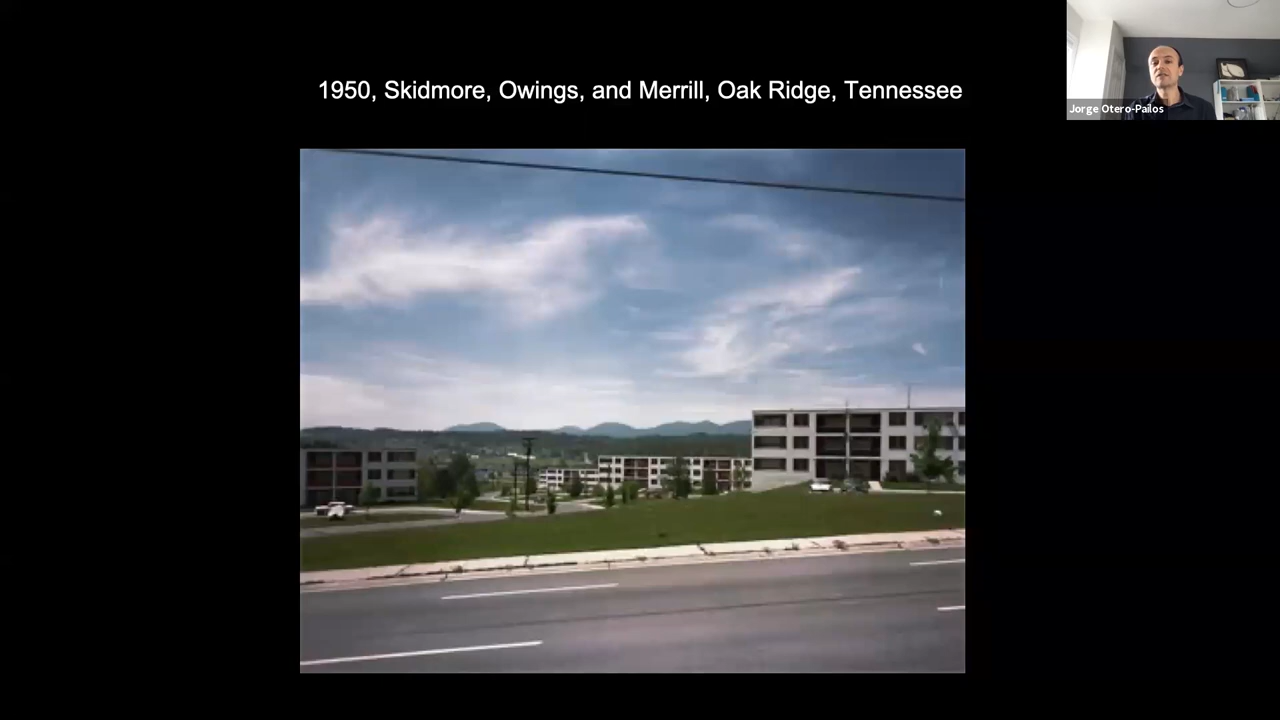 1950, Skidmore, Owings, and Merrill, Oak Ridge, Tennessee
Jorge Otero-Pailos